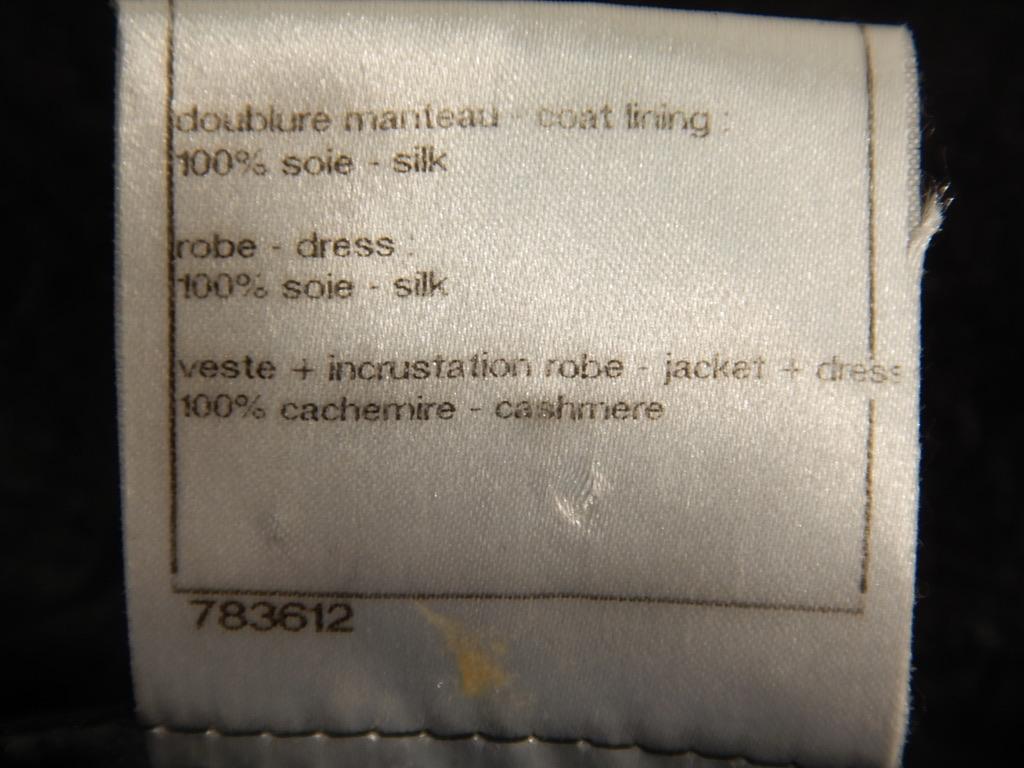 doublure manteau - coat lining :
100% soie - silk
robe - dress :
100% soie - silk
veste + incrustation robe - jacket + dress
100% cachemire - cashmere
783612